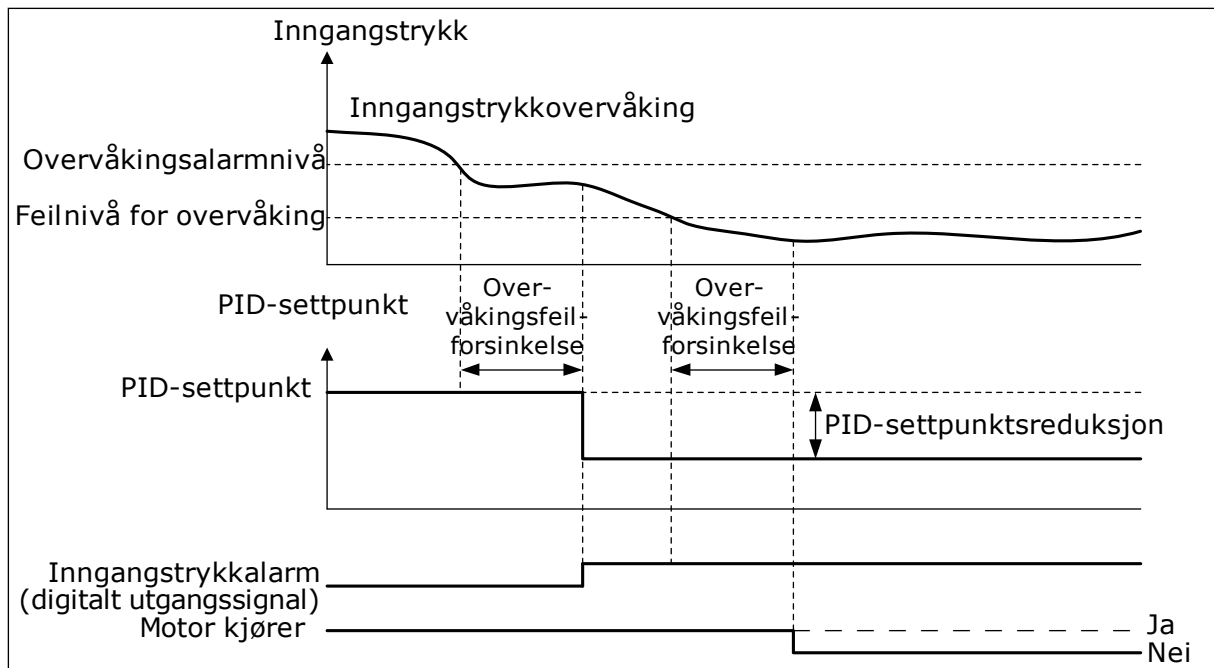 Inngangstrykk
Inngangstrykkovervåking
Overvåkingsalarmnivå
Feilnivå for overvåking
PID-settpunkt
Over-
våkingsfeil-
forsinkelse
Over-
våkingsfeil-
forsinkelse
PID-settpunkt
PID-settpunktsreduksjon
Inngangstrykkalarm
(digitalt utgangssignal)
Motor kjører
Ja
Nei